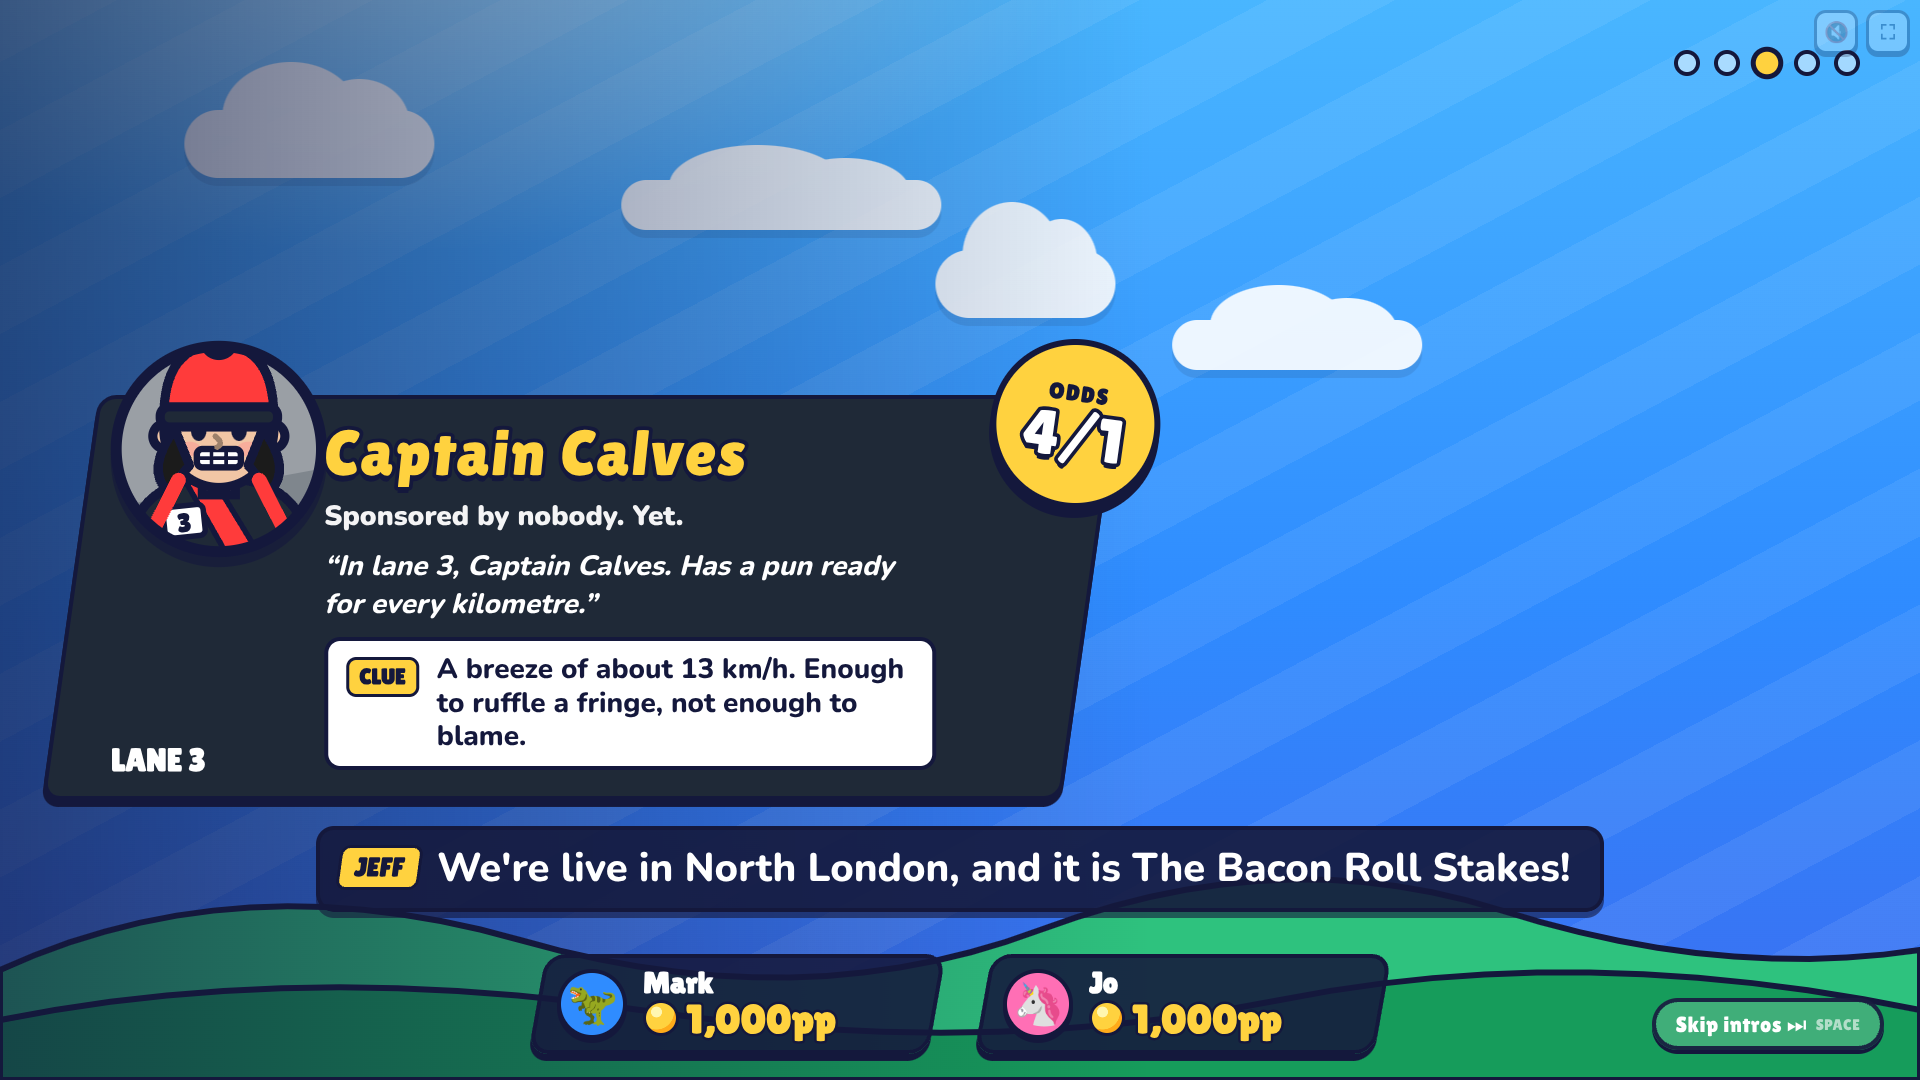 ODDS
4/1
Captain Calves
Sponsored by nobody. Yet.
“In lane 3, Captain Calves. Has a pun ready
for every kilometre.”
3
CLUE
A breeze of about 13 km/h. Enough
to ruffle a fringe, not enough to
blame.
LANE 3
JEFF We're live in North London, and it is The Bacon Roll Stakes!
Mark
1,000pp
Jo
1,000pp
Skip intros SPACE